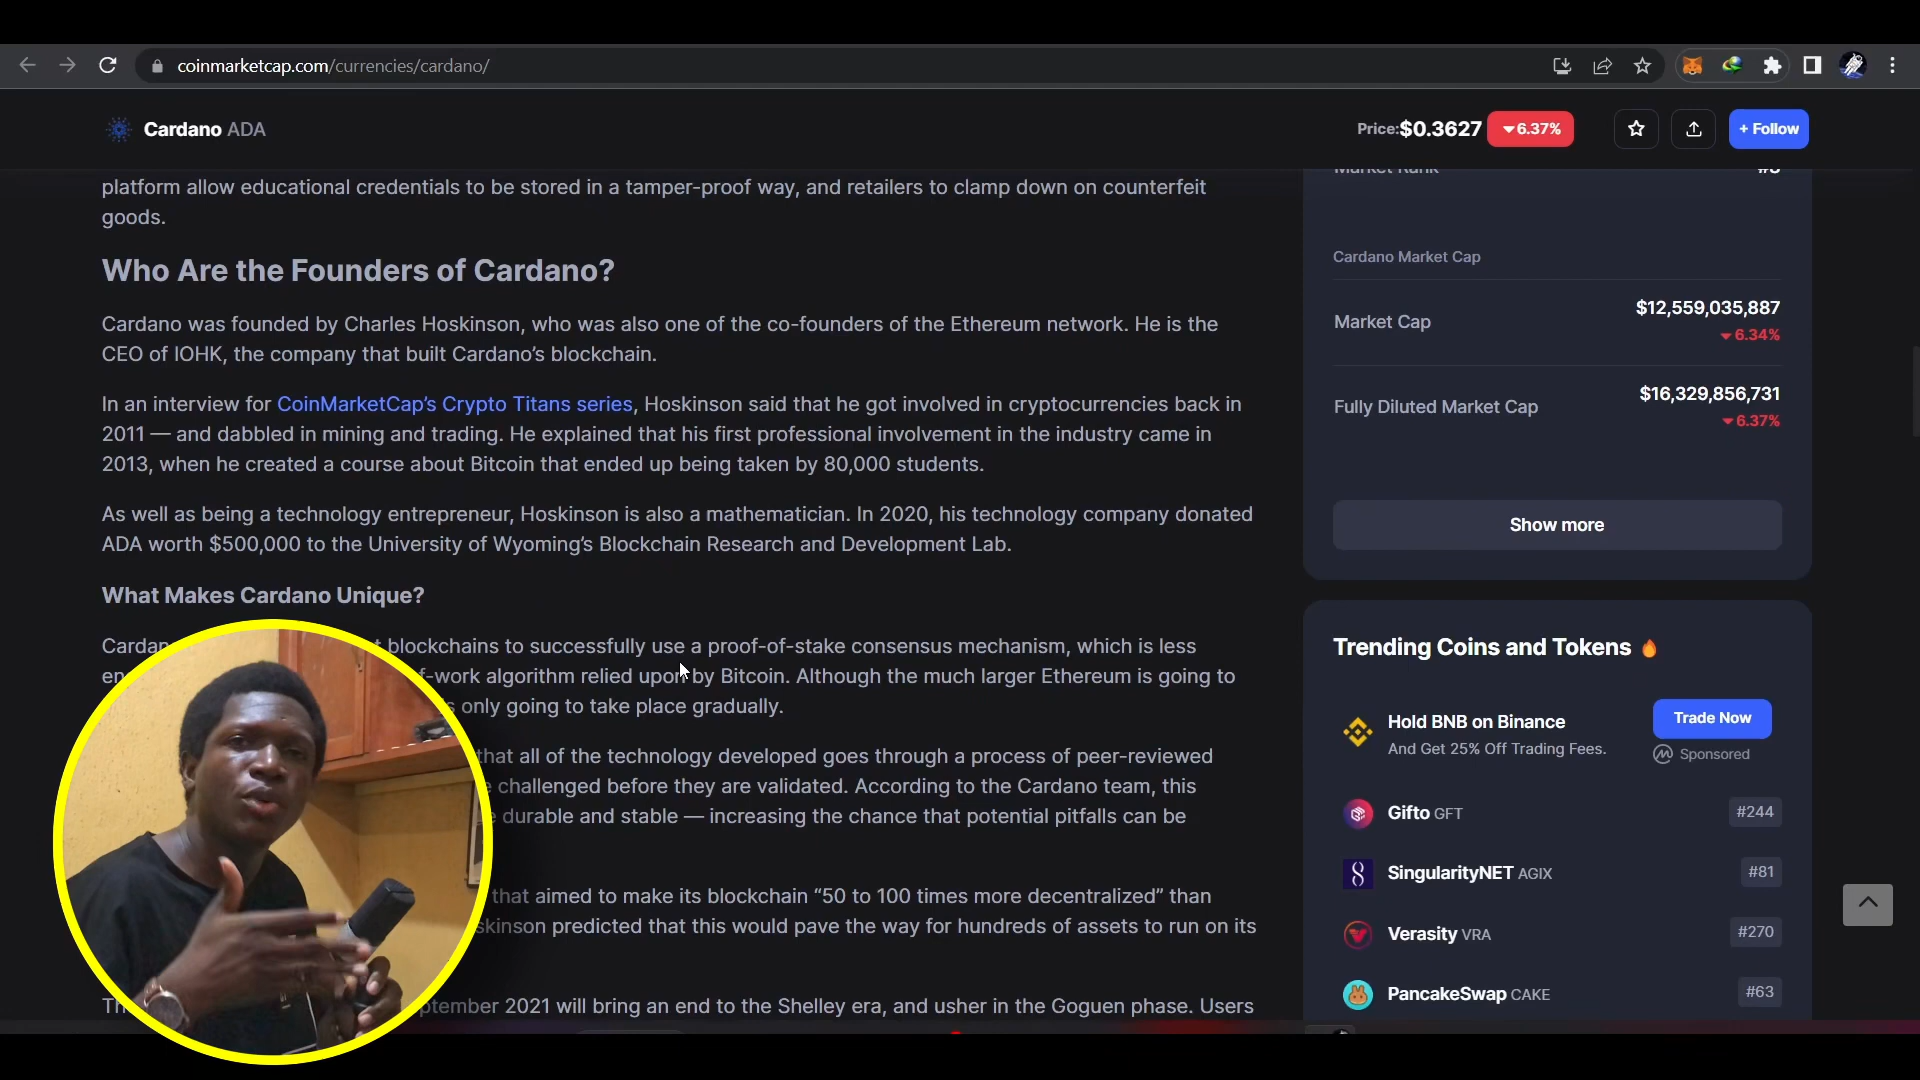 coinmarketcap.com/currencies/cardano/
Cardano ADA
Price:$0.3627
6.37%
+ Follow
platform allow educational credentials to be stored in a tamper-proof way, and retailers to clamp down on counterfeit
goods.
Who Are the Founders of Cardano?
Cardano was founded by Charles Hoskinson, who was also one of the co-founders of the Ethereum network. He is the
CEO of IOHK, the company that built Cardano’s blockchain.
In an interview for CoinMarketCap’s Crypto Titans series, Hoskinson said that he got involved in cryptocurrencies back in
2011 — and dabbled in mining and trading. He explained that his first professional involvement in the industry came in
2013, when he created a course about Bitcoin that ended up being taken by 80,000 students.
As well as being a technology entrepreneur, Hoskinson is also a mathematician. In 2020, his technology company donated
ADA worth $500,000 to the University of Wyoming’s Blockchain Research and Development Lab.
What Makes Cardano Unique?
blockchains to successfully use a proof-of-stake consensus mechanism, which is less
-work algorithm relied upon by Bitcoin. Although the much larger Ethereum is going to
only going to take place gradually.
that all of the technology developed goes through a process of peer-reviewed
challenged before they are validated. According to the Cardano team, this
durable and stable — increasing the chance that potential pitfalls can be
that aimed to make its blockchain “50 to 100 times more decentralized” than
predicted that this would pave the way for hundreds of assets to run on its
2021 will bring an end to the Shelley era, and usher in the Goguen phase. Users
Market Rank
Cardano Market Cap
Market Cap
$12,559,035,887
6.34%
Fully Diluted Market Cap
$16,329,856,731
6.37%
Show more
Trending Coins and Tokens
Hold BNB on Binance
And Get 25% Off Trading Fees.
Trade Now
Sponsored
Gifto GFT
#244
SingularityNET AGIX
#81
Verasity VRA
#270
PancakeSwap CAKE
#63